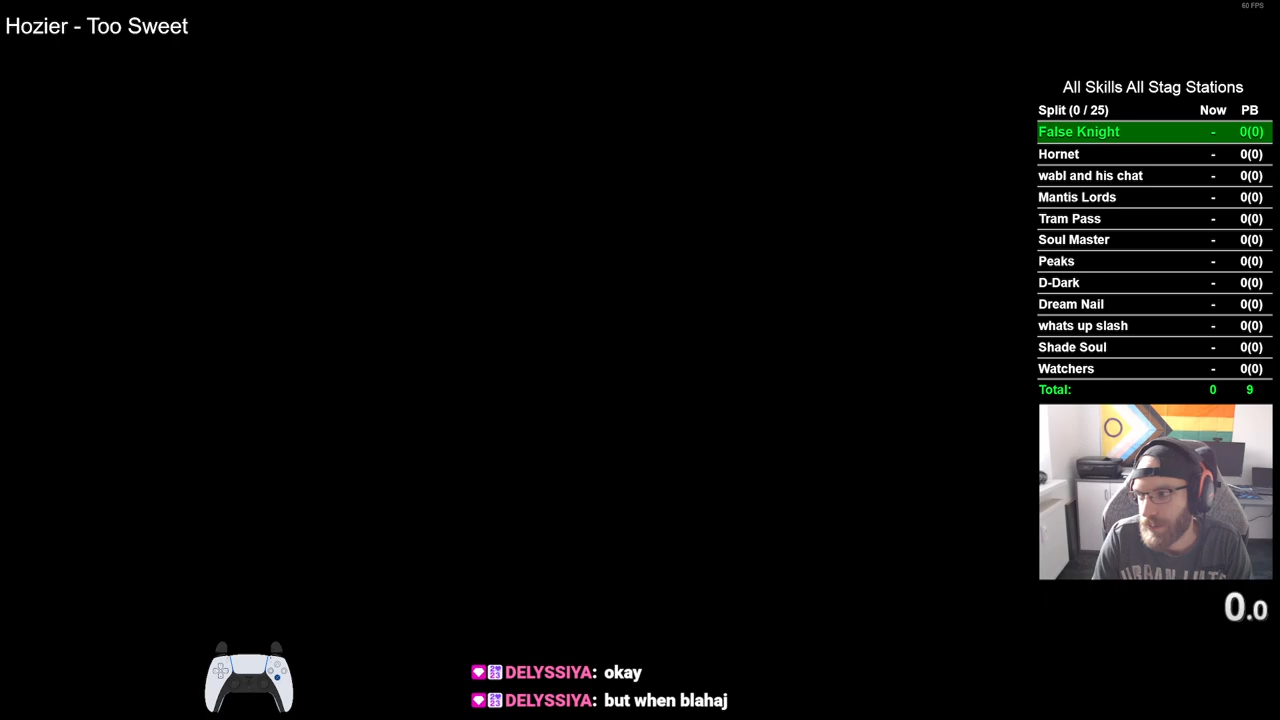 60 FPS
Hozier - Too Sweet
All Skills All Stag Stations
Split (0 / 25) Now PB
False Knight - 0(0)
Hornet - 0(0)
wabl and his chat - 0(0)
Mantis Lords - 0(0)
Tram Pass - 0(0)
Soul Master - 0(0)
Peaks - 0(0)
D-Dark - 0(0)
Dream Nail - 0(0)
whats up slash - 0(0)
Shade Soul - 0(0)
Watchers - 0(0)
Total: 0 9
0.0
DELYSSIYA: okay
DELYSSIYA: but when blahaj